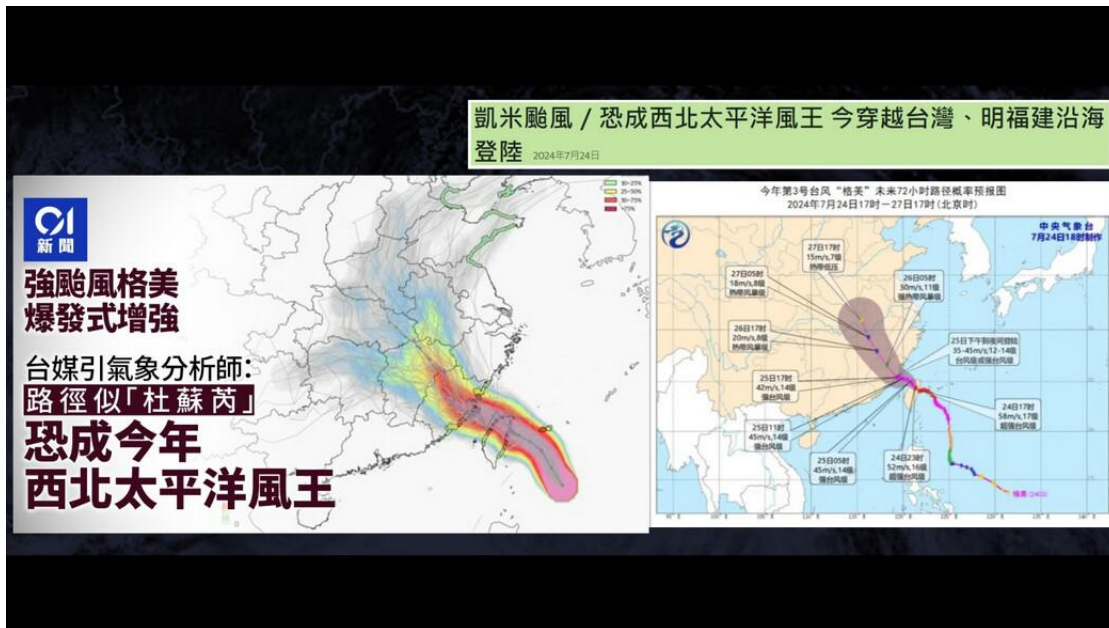 凱米颱風 / 恐成西北太平洋風王 今穿越台灣、明福建沿海
登陸 2024年7月24日
01
新聞
強颱風格美
爆發式增強
台媒引氣象分析師:
路徑似「杜蘇芮」
恐成今年
西北太平洋風王
10-25%
25-50%
50-75%
>75%
今年第3号台风“格美”未来72小时路径概率预报图
2024年7月24日17时—27日17时(北京时)
中央气象台
7月24日18时制作
27日17时
15m/s,7级
热带低压
27日05时
18m/s,8级
热带风暴级
26日05时
30m/s,11级
强热带风暴级
26日17时
20m/s,8级
热带风暴级
25日下午到夜间登陆
35-45m/s;12-14级
台风级或强台风级
25日17时
42m/s,14级
强台风级
24日17时
58m/s,17级
超强台风级
25日11时
45m/s,14级
强台风级
25日05时
45m/s,14级
强台风级
24日23时
52m/s,16级
超强台风级
格美